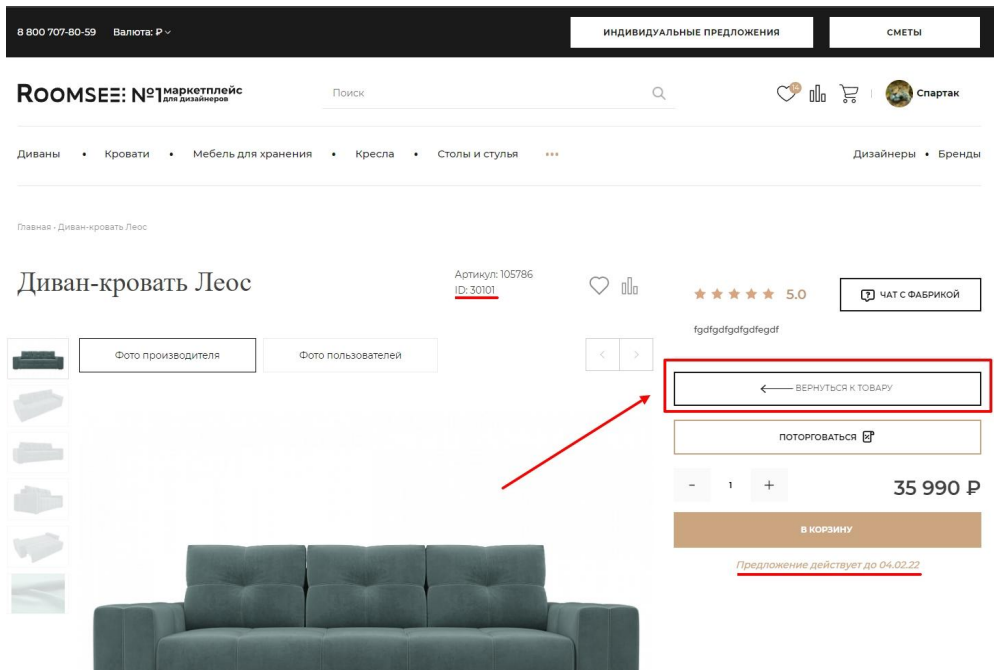 8 800 707-80-59 Валюта: ₽
ИНДИВИДУАЛЬНЫЕ ПРЕДЛОЖЕНИЯ
СМЕТЫ
ROOMSEE: №1 маркетплейс
для дизайнеров
Поиск
14
Спартак
Диваны • Кровати • Мебель для хранения • Кресла • Столы и стулья •••
Дизайнеры • Бренды
Главная - Диван-кровать Леос
Диван-кровать Леос
Артикул: 105786
ID: 30101
5.0
ЧАТ С ФАБРИКОЙ
fgdfgdfgdfgdfegdf
Фото производителя
Фото пользователей
ВЕРНУТЬСЯ К ТОВАРУ
ПОТОРГОВАТЬСЯ
- 1 +
35 990 ₽
В КОРЗИНУ
Предложение действует до 04.02.22